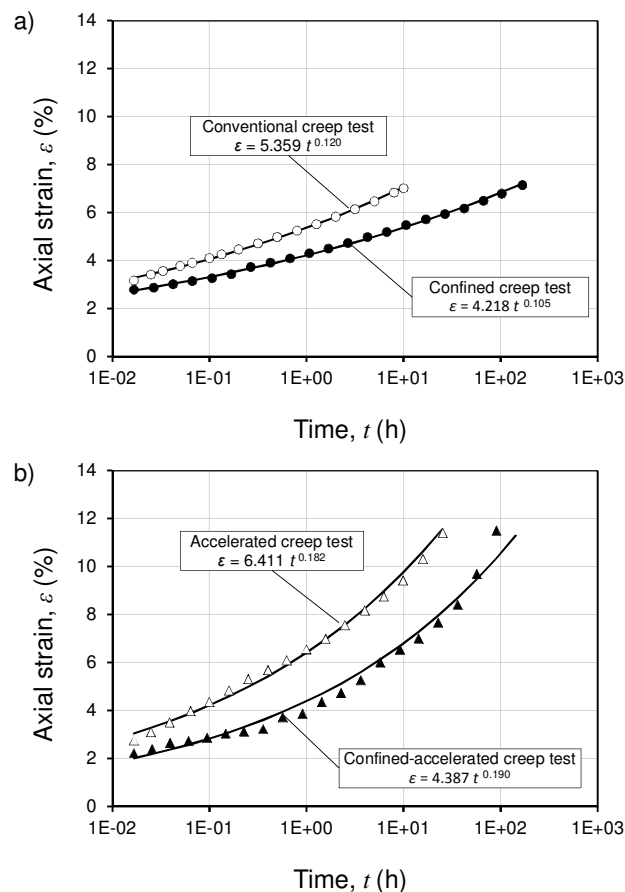 a)
14
12
10
8
6
4
2
0
Axial strain, ε (%)
Conventional creep test
ε = 5.359 t^0.120
Confined creep test
ε = 4.218 t^0.105
1E-02 1E-01 1E+00 1E+01 1E+02 1E+03
Time, t (h)
b)
14
12
10
8
6
4
2
0
Axial strain, ε (%)
Accelerated creep test
ε = 6.411 t^0.182
Confined-accelerated creep test
ε = 4.387 t^0.190
1E-02 1E-01 1E+00 1E+01 1E+02 1E+03
Time, t (h)